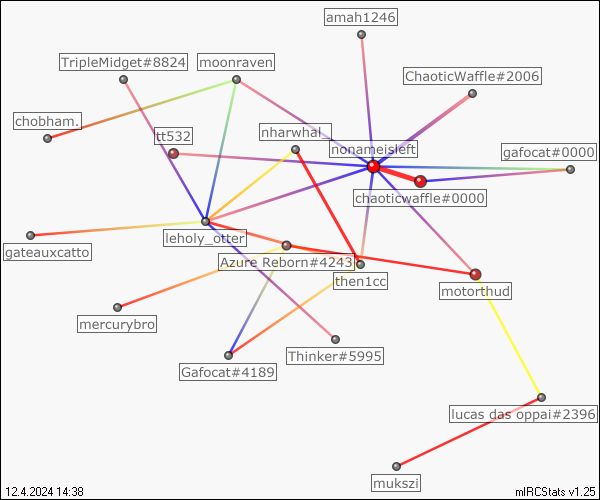 amah1246
TripleMidget#8824
moonraven
ChaoticWaffle#2006
chobham.
tt532
nharwhal_
nonameisleft
gafocat#0000
chaoticwaffle#0000
leholy_otter
gateauxcatto
Azure Reborn#4243
then1cc
motorthud
mercurybro
Thinker#5995
Gafocat#4189
lucas das oppai#2396
mukszi
12.4.2024 14:38
mIRCStats v1.25